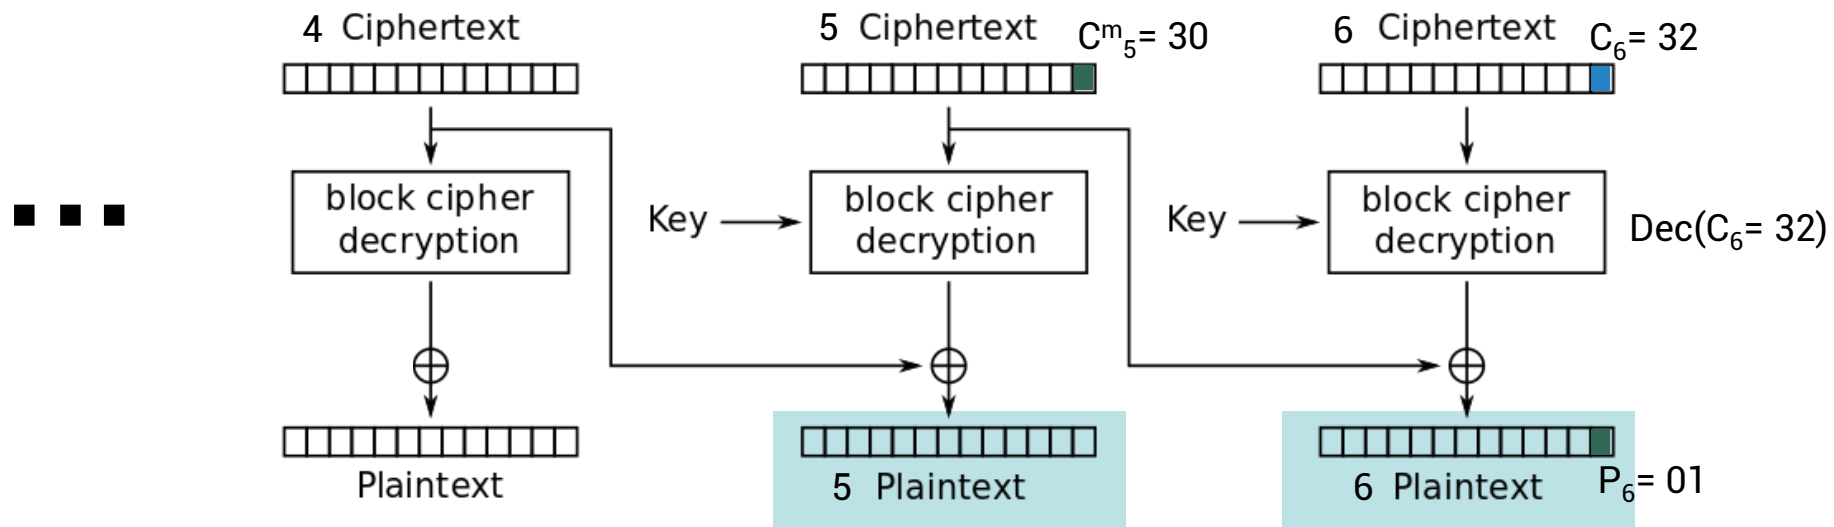 4 Ciphertext
5 Ciphertext Cᵐ₅= 30
6 Ciphertext C₆= 32
block cipher
decryption
Key
block cipher
decryption
Key
block cipher
decryption
Dec(C₆= 32)
Plaintext
5 Plaintext
6 Plaintext P₆= 01